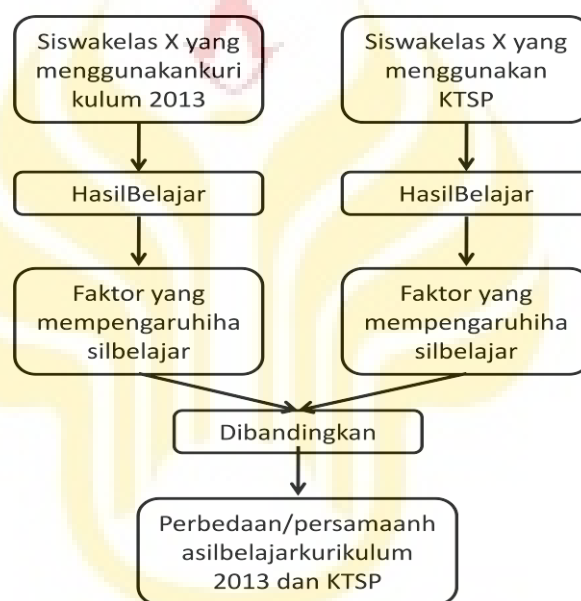 Siswakelas X yang
menggunakankuri
kulum 2013
Siswakelas X yang
menggunakan
KTSP
HasilBelajar
HasilBelajar
Faktor yang
mempengaruhiha
silbelajar
Faktor yang
mempengaruhiha
silbelajar
Dibandingkan
Perbedaan/persamaanh
asilbelajarkurikulum
2013 dan KTSP